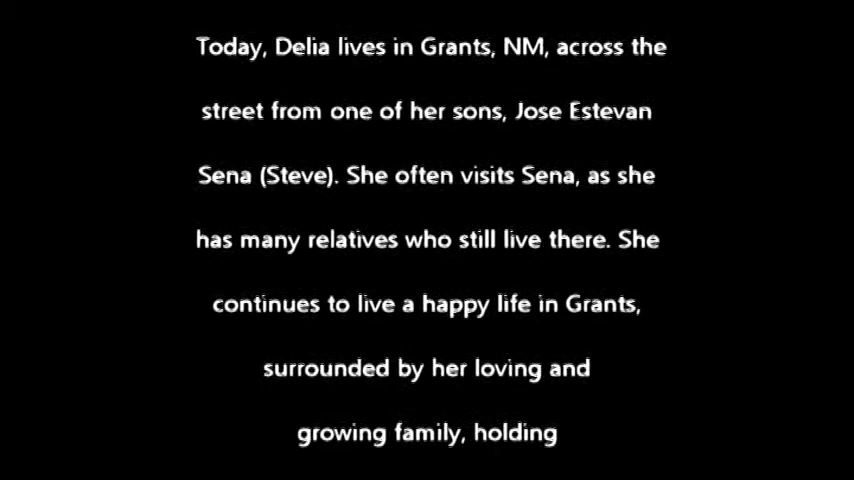 Today, Delia lives in Grants, NM, across the
street from one of her sons, Jose Estevan
Sena (Steve). She often visits Sena, as she
has many relatives who still live there. She
continues to live a happy life in Grants,
surrounded by her loving and
growing family, holding